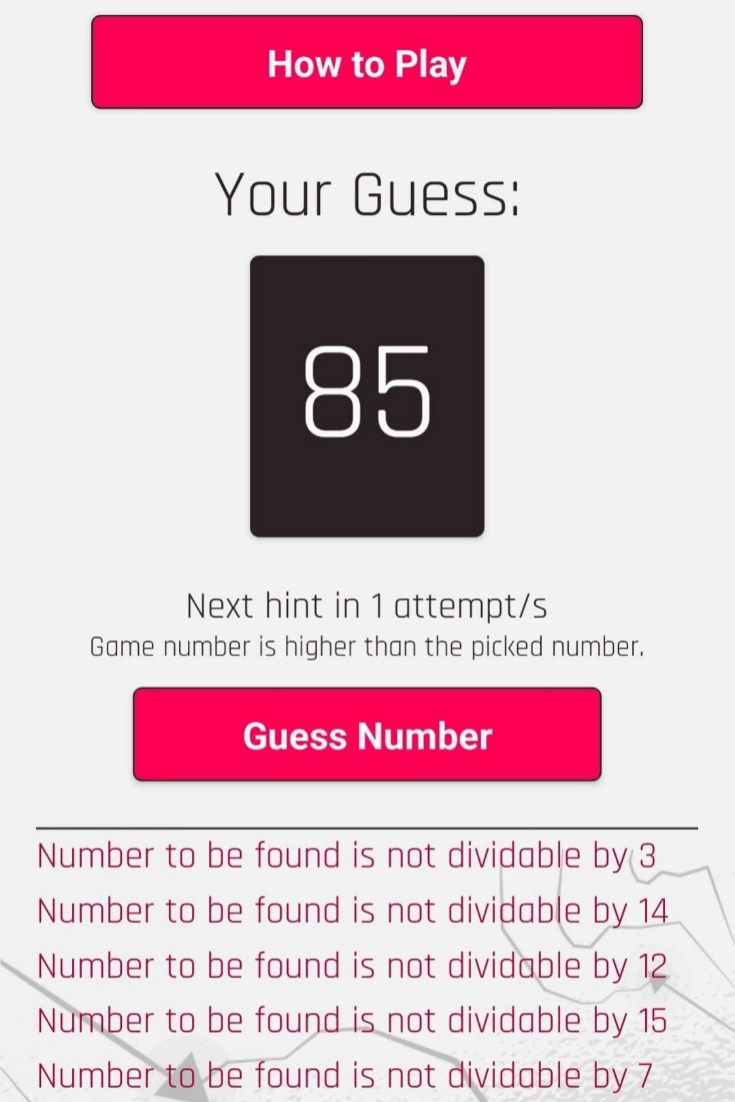 How to Play
Your Guess:
85
Next hint in 1 attempt/s
Game number is higher than the picked number.
Guess Number
Number to be found is not dividable by 3
Number to be found is not dividable by 14
Number to be found is not dividable by 12
Number to be found is not dividable by 15
Number to be found is not dividable by 7